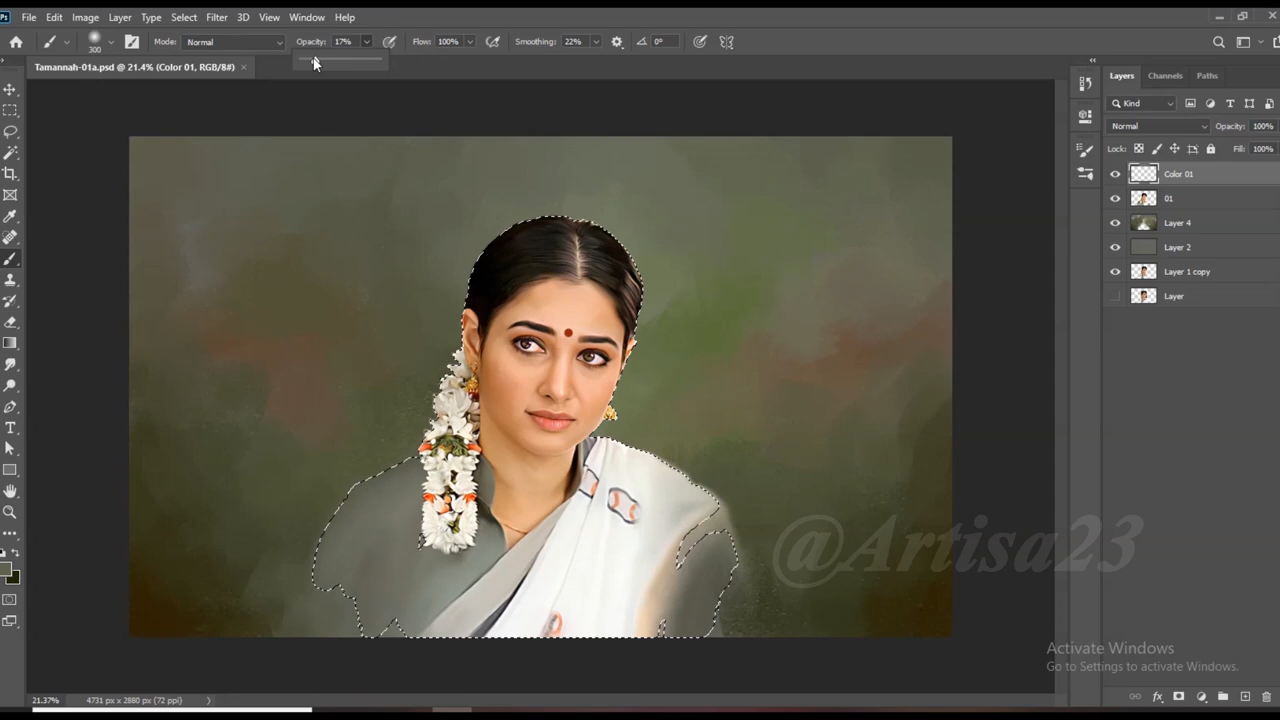 Ps File Edit Image Layer Type Select Filter 3D View Window Help
300 Mode: Normal Opacity: 17% Flow: 100% Smoothing: 22% 0°
Tamannah-01a.psd @ 21.4% (Color 01, RGB/8#) ×
Layers Channels Paths
Kind
Normal Opacity: 100%
Lock: Fill: 100%
Color 01
01
Layer 4
Layer 2
Layer 1 copy
Layer
@Artisa23
Activate Windows
Go to Settings to activate Windows.
21.37% 4731 px x 2880 px (72 ppi)
fx